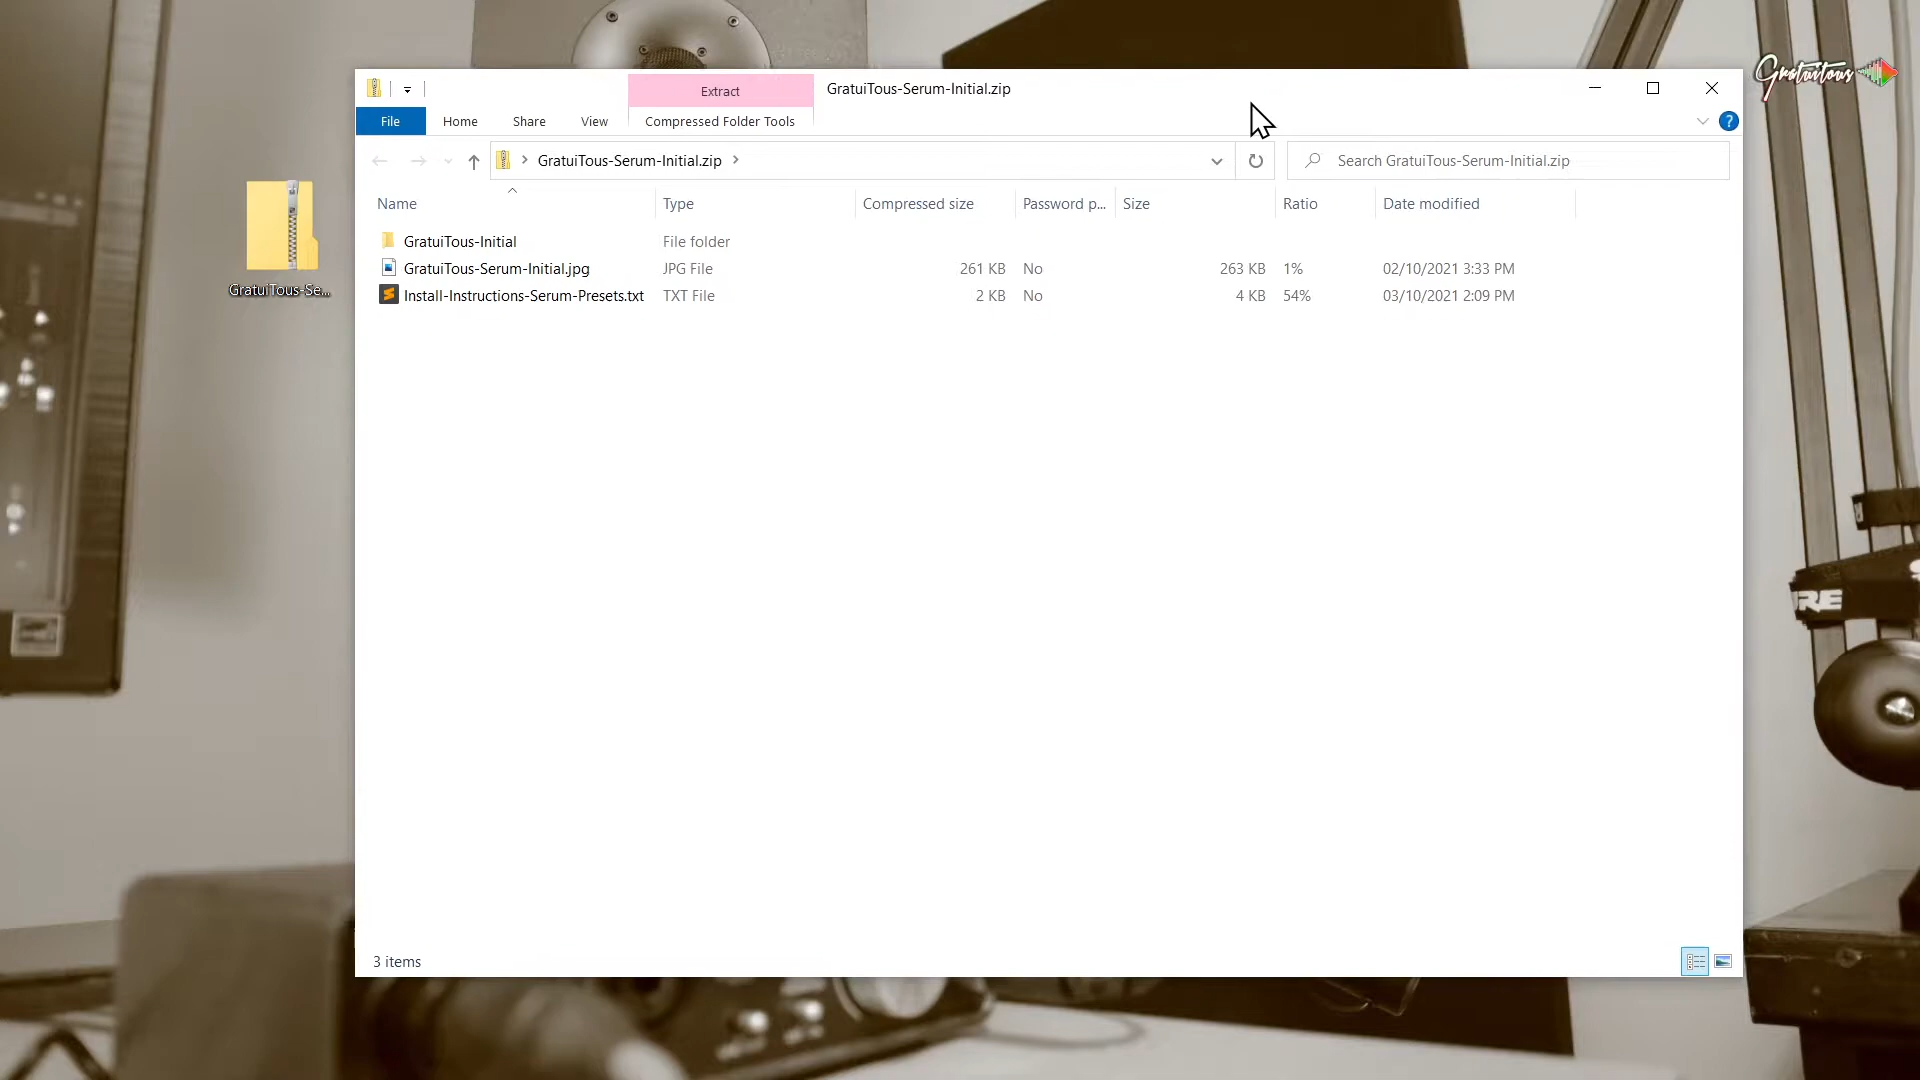 Gratuitous
Extract
GratuiTous-Serum-Initial.zip
File
Home
Share
View
Compressed Folder Tools
?
GratuiTous-Serum-Initial.zip
Search GratuiTous-Serum-Initial.zip
Name Type Compressed size Password p... Size Ratio Date modified
GratuiTous-Initial File folder
GratuiTous-Serum-Initial.jpg JPG File 261 KB No 263 KB 1% 02/10/2021 3:33 PM
Install-Instructions-Serum-Presets.txt TXT File 2 KB No 4 KB 54% 03/10/2021 2:09 PM
GratuiTous-Se...
3 items